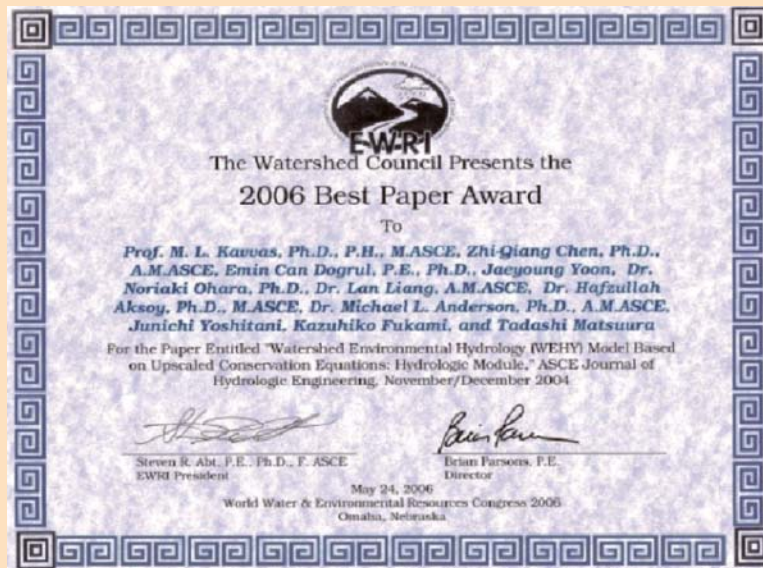 EWRI
The Watershed Council Presents the
2006 Best Paper Award
To
Prof. M. L. Kavvas, Ph.D., P.H., M.ASCE, Zhi-Qiang Chen, Ph.D.,
A.M.ASCE, Emin Can Dogrul, P.E., Ph.D., Jaeyoung Yoon, Dr.
Noriaki Ohara, Ph.D., Dr. Lan Liang, A.M.ASCE, Dr. Hafzullah
Aksoy, Ph.D., M.ASCE, Dr. Michael L. Anderson, Ph.D., A.M.ASCE,
Junichi Yoshitani, Kazuhiko Fukami, and Tadashi Matsuura
For the Paper Entitled "Watershed Environmental Hydrology (WEHY) Model Based
on Upscaled Conservation Equations: Hydrologic Module," ASCE Journal of
Hydrologic Engineering, November/December 2004
Brian Parsons
Steven R. Abt, P.E., Ph.D., F. ASCE
EWRI President
Brian Parsons, P.E.
Director
May 24, 2006
World Water & Environmental Resources Congress 2006
Omaha, Nebraska